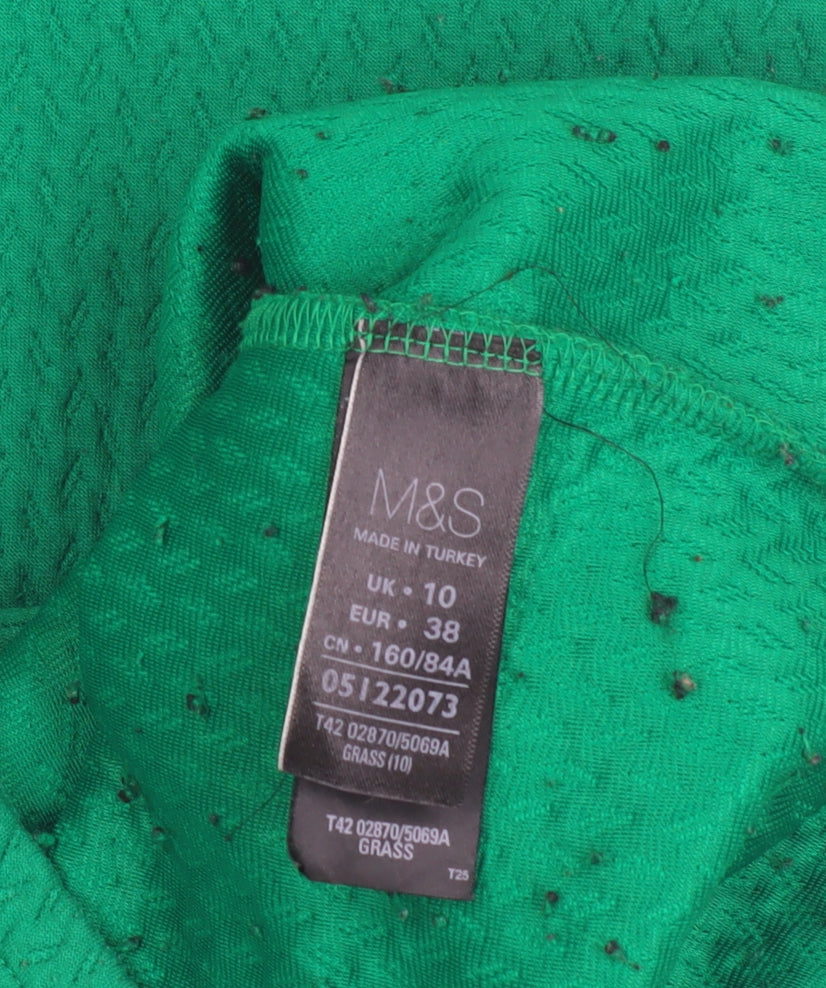 M&S
MADE IN TURKEY
UK • 10
EUR • 38
CN • 160/84A
05122073
T42 02870/5069A
GRASS (10)
T42 02870/5069A
GRASS
T25